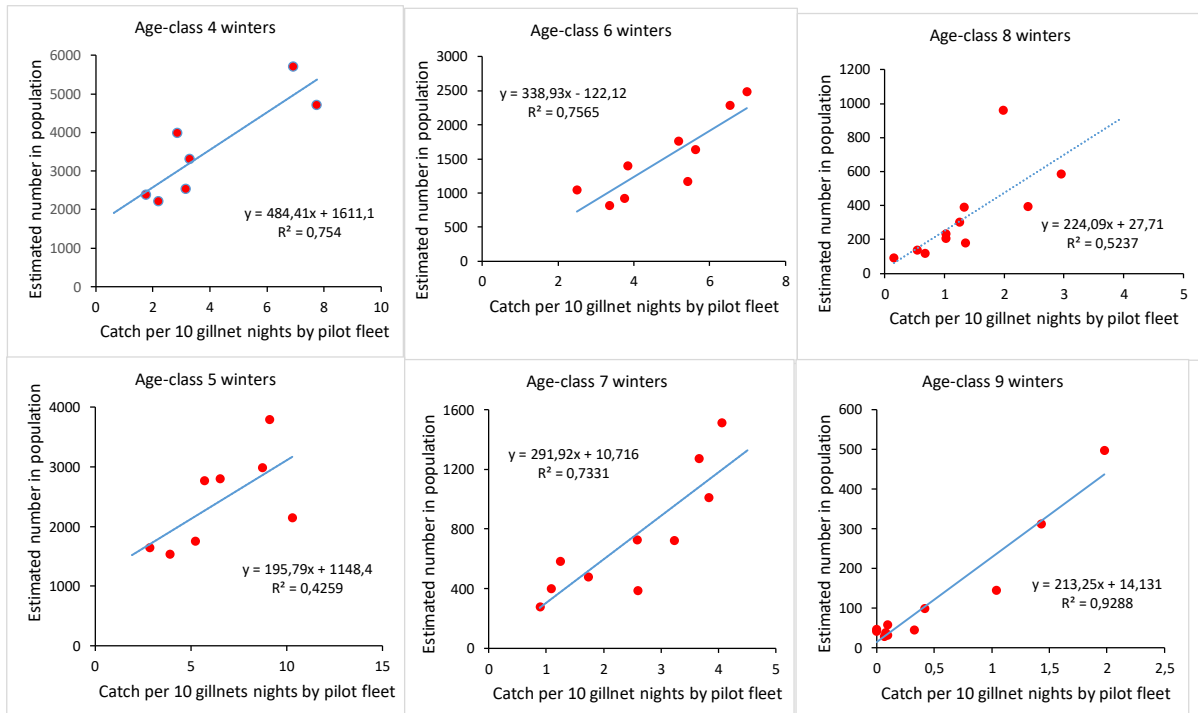 Age-class 4 winters
Estimated number in population
6000
5000
4000
3000
2000
1000
0
y = 484,41x + 1611,1
R² = 0,754
0 2 4 6 8 10
Catch per 10 gillnet nights by pilot fleet
Age-class 6 winters
Estimated number in population
3000
2500
2000
1500
1000
500
0
y = 338,93x - 122,12
R² = 0,7565
0 2 4 6 8
Catch per 10 gillnet nights by pilot fleet
Age-class 8 winters
Estimated number in population
1200
1000
800
600
400
200
0
y = 224,09x + 27,71
R² = 0,5237
0 1 2 3 4 5
Catch per 10 gillnet nights by pilot fleet
Age-class 5 winters
Estimated number in population
4000
3000
2000
1000
0
y = 195,79x + 1148,4
R² = 0,4259
0 5 10 15
Catch per 10 gillnets nights by pilot fleet
Age-class 7 winters
Estimated number in population
1600
1200
800
400
0
y = 291,92x + 10,716
R² = 0,7331
0 1 2 3 4 5
Catch per 10 gillnets nights by pilot fleet
Age-class 9 winters
Estimated number in population
600
500
400
300
200
100
0
y = 213,25x + 14,131
R² = 0,9288
0 0,5 1 1,5 2 2,5
Catch per 10 gillnet nights by pilot fleet